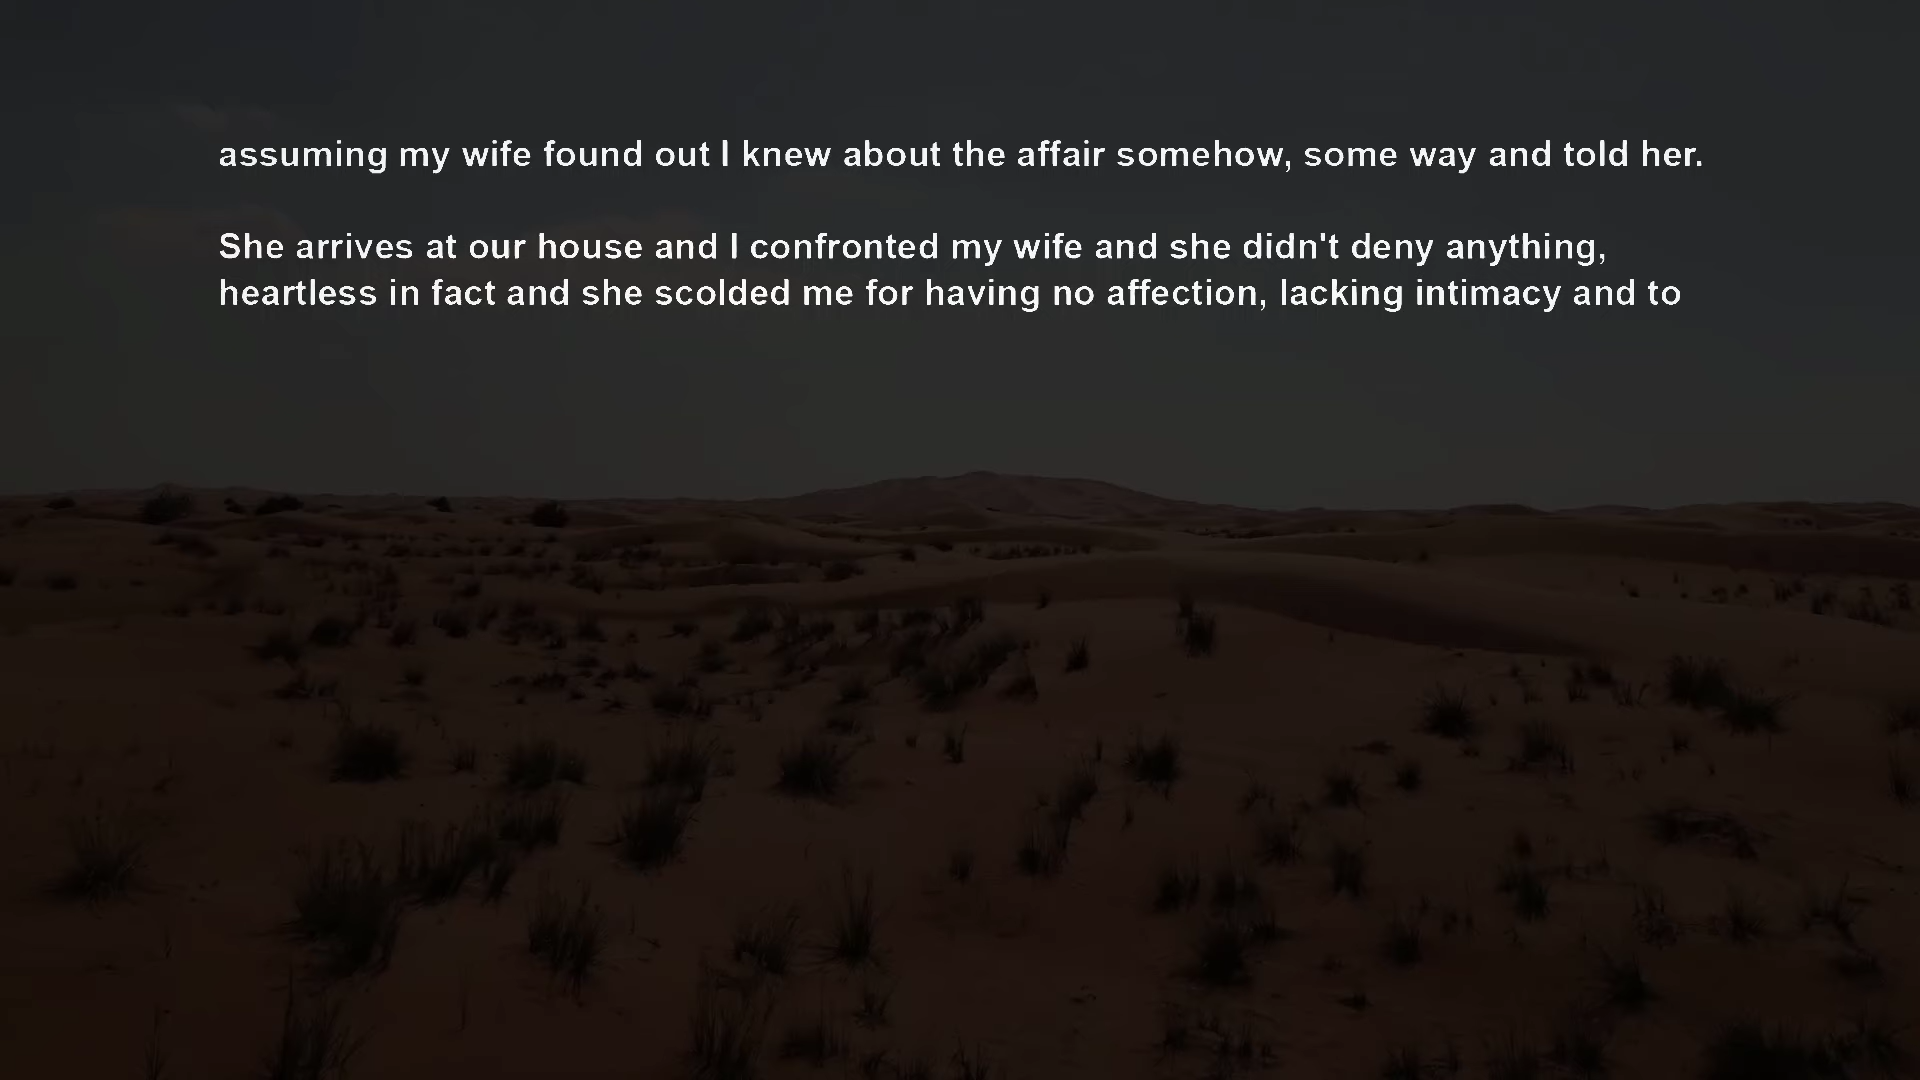 assuming my wife found out I knew about the affair somehow, some way and told her.
She arrives at our house and I confronted my wife and she didn't deny anything,
heartless in fact and she scolded me for having no affection, lacking intimacy and to